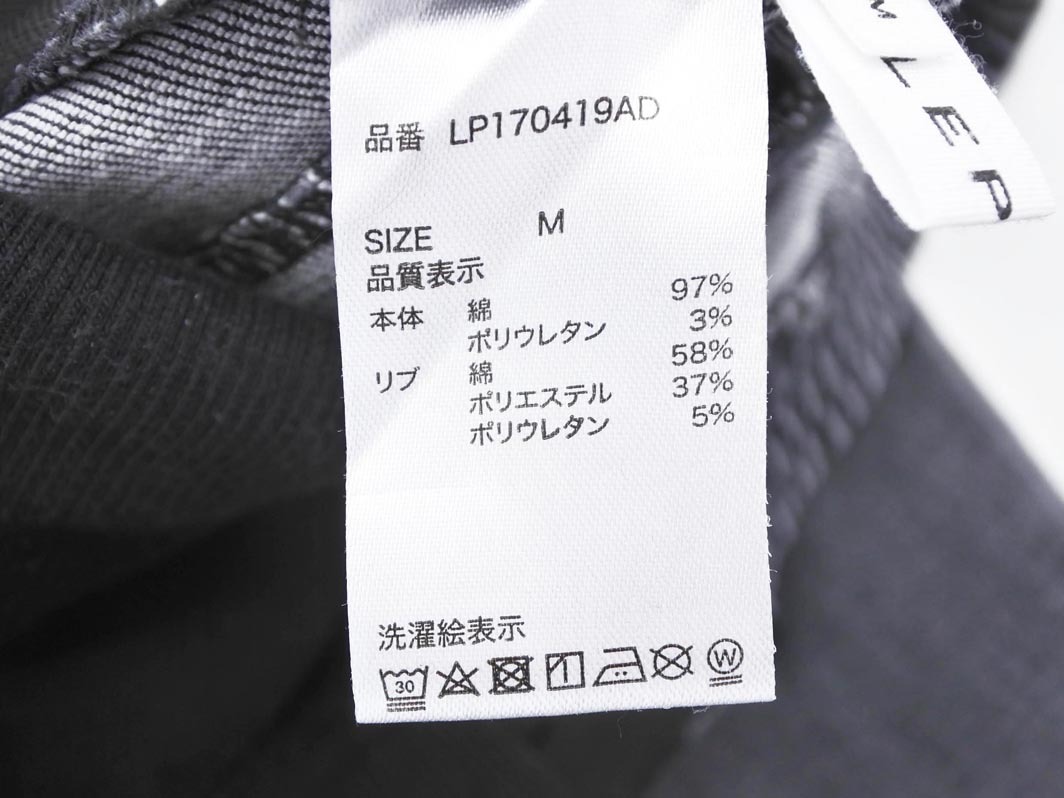 品番 LP170419AD
SIZE M
品質表示
本体 綿 97%
ポリウレタン 3%
リブ 綿 58%
ポリエステル 37%
ポリウレタン 5%
洗濯絵表示
30 W
MLER